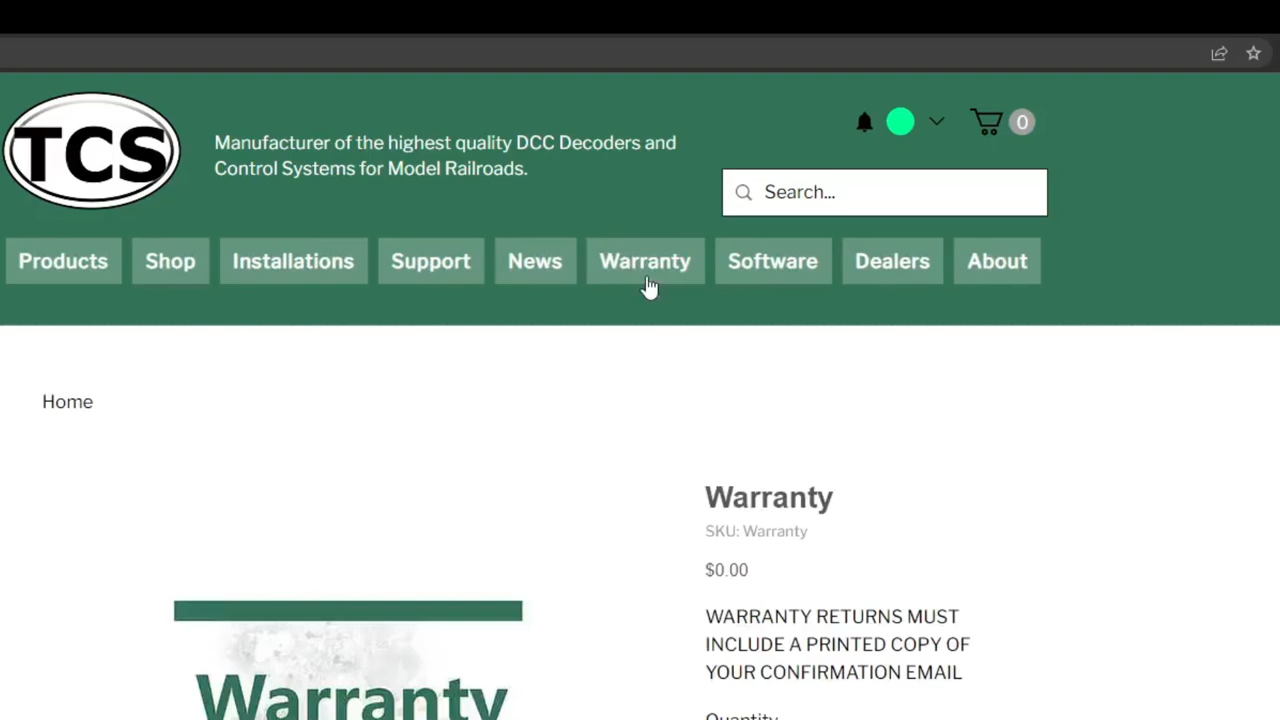 TCS
Manufacturer of the highest quality DCC Decoders and
Control Systems for Model Railroads.
0
Search...
Products Shop Installations Support News Warranty Software Dealers About
Home
Warranty
SKU: Warranty
$0.00
WARRANTY RETURNS MUST
INCLUDE A PRINTED COPY OF
YOUR CONFIRMATION EMAIL
Warranty
Quantity